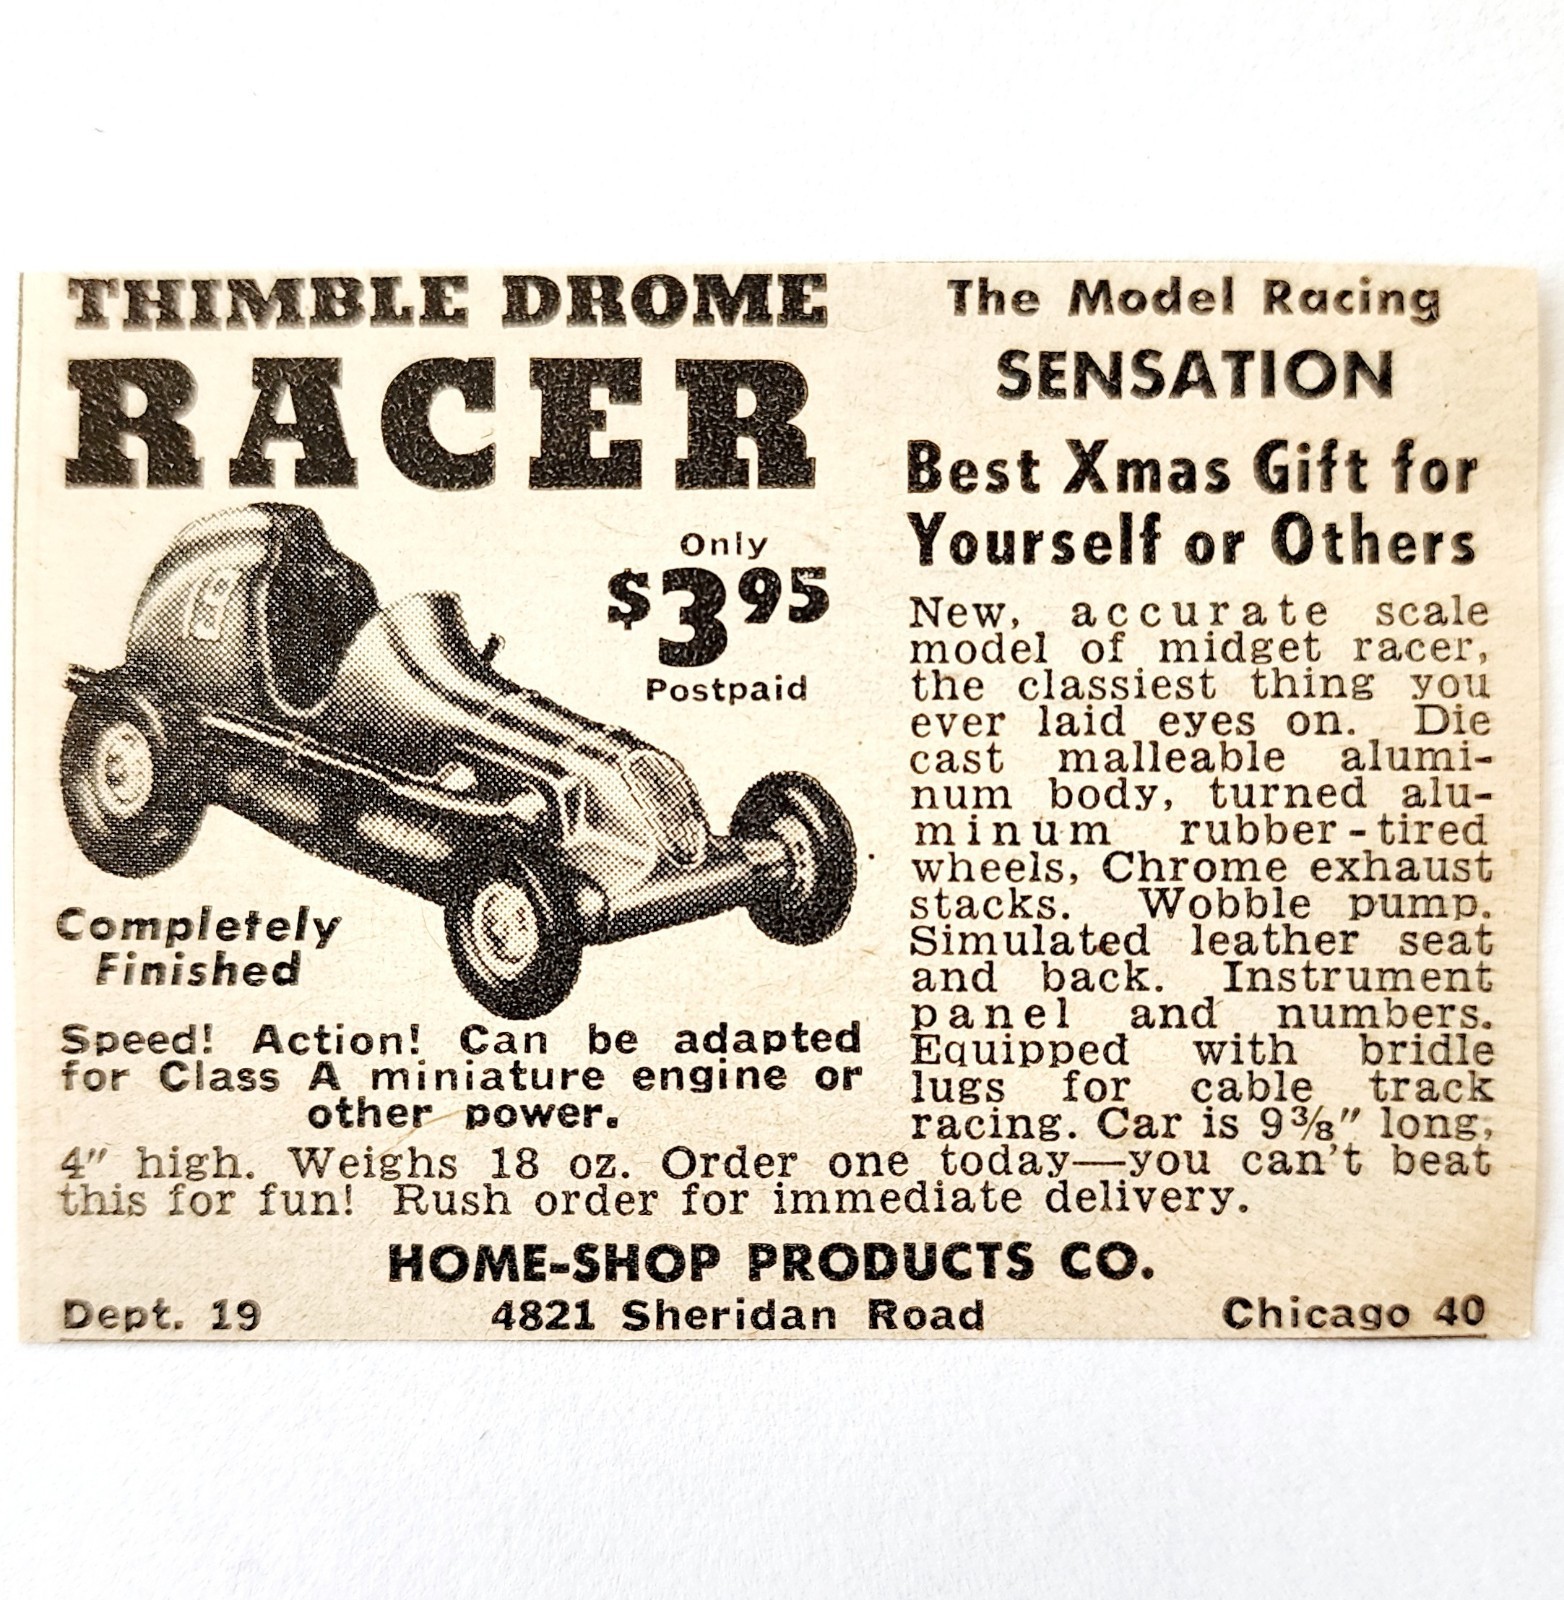 THIMBLE DROME
RACER
Only
$3.95
Postpaid
Completely
Finished
Speed! Action! Can be adapted
for Class A miniature engine or
other power.
The Model Racing
SENSATION
Best Xmas Gift for
Yourself or Others
New, accurate scale
model of midget racer,
the classiest thing you
ever laid eyes on. Die
cast malleable alumi-
num body, turned alu-
minum rubber-tired
wheels, Chrome exhaust
stacks. Wobble pump.
Simulated leather seat
and back. Instrument
panel and numbers.
Equipped with bridle
lugs for cable track
racing. Car is 9⅜" long,
4" high. Weighs 18 oz. Order one today—you can't beat
this for fun! Rush order for immediate delivery.
HOME-SHOP PRODUCTS CO.
Dept. 19 4821 Sheridan Road Chicago 40